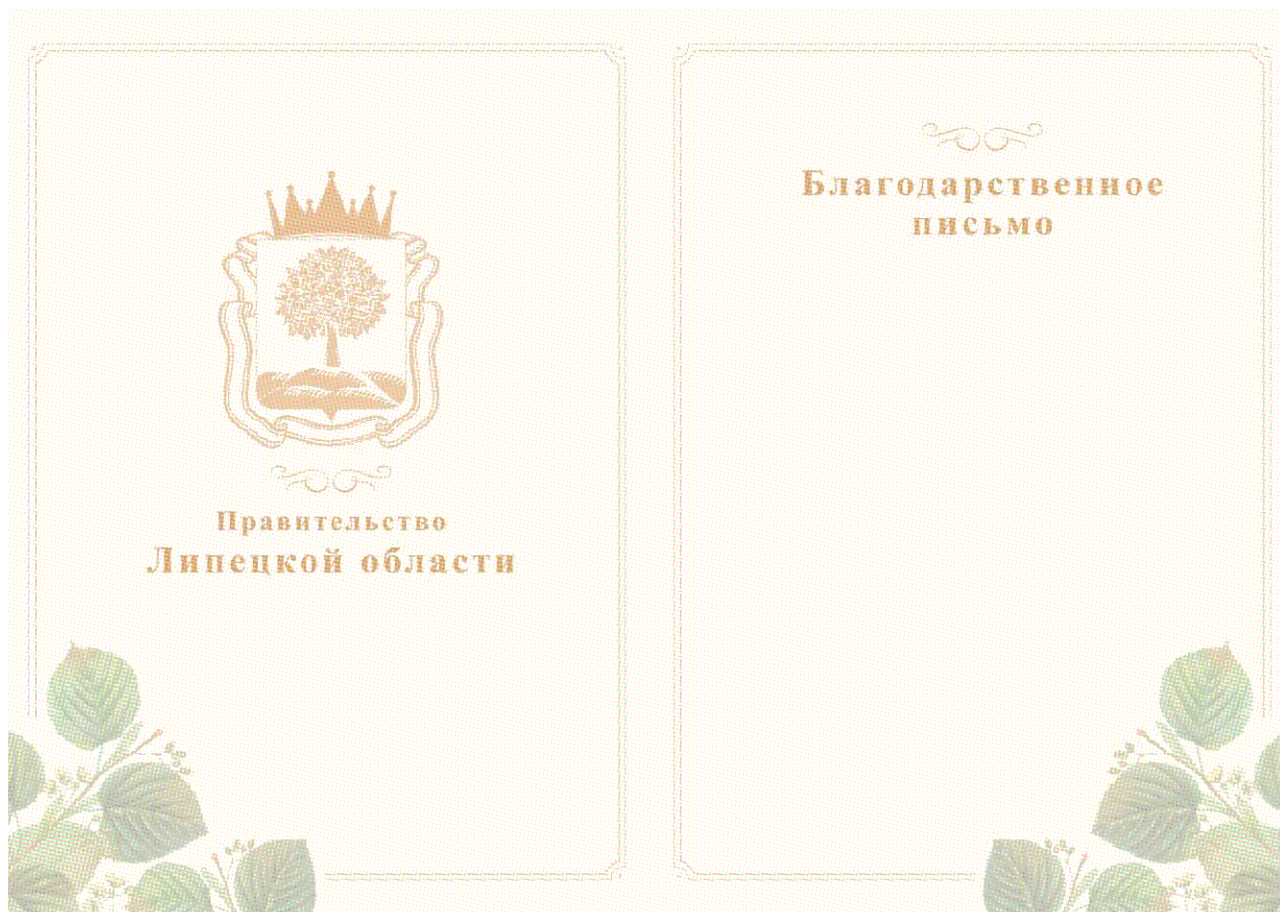 Правительство
Липецкой области
Благодарственное
письмо